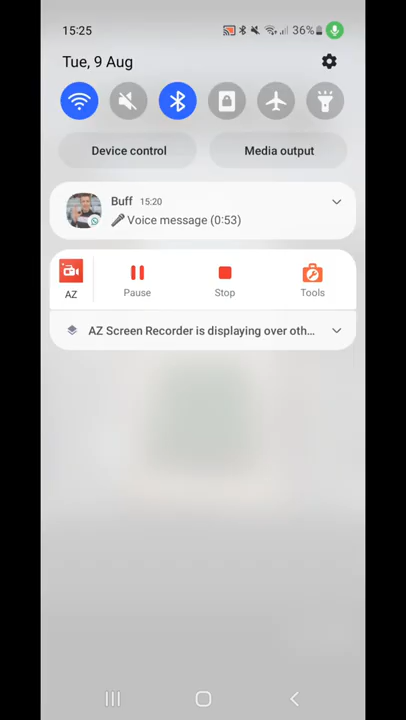 15:25
36%
Tue, 9 Aug
Device control
Media output
Buff 15:20
Voice message (0:53)
AZ
Pause
Stop
Tools
AZ Screen Recorder is displaying over oth...